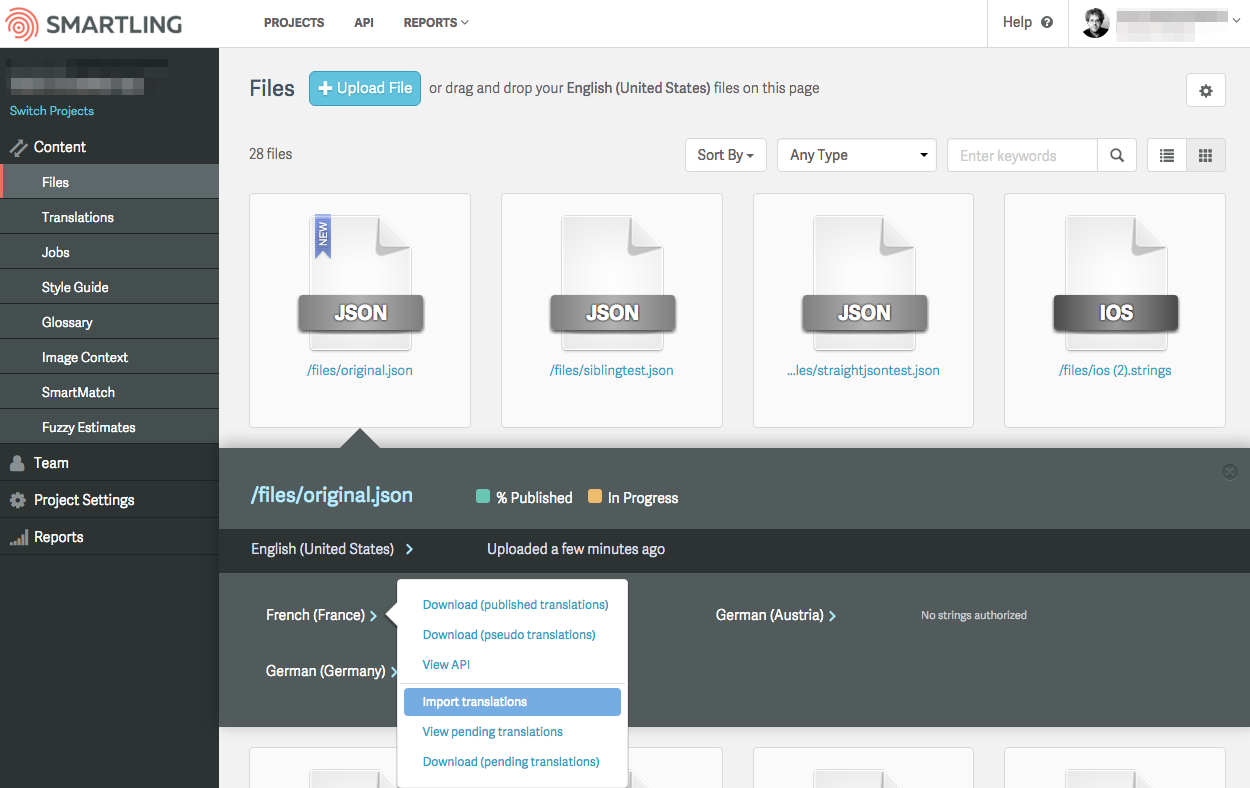 SMARTLING
PROJECTS
API
REPORTS
Help ?
Switch Projects
Content
Files
Translations
Jobs
Style Guide
Glossary
Image Context
SmartMatch
Fuzzy Estimates
Team
Project Settings
Reports
Files
+ Upload File
or drag and drop your English (United States) files on this page
28 files
Sort By
Any Type
Enter keywords
NEW
JSON
/files/original.json
JSON
/files/siblingtest.json
JSON
...les/straightjsontest.json
IOS
/files/ios (2).strings
/files/original.json
% Published
In Progress
English (United States)
Uploaded a few minutes ago
French (France)
Download (published translations)
Download (pseudo translations)
View API
Import translations
View pending translations
Download (pending translations)
German (Austria)
No strings authorized
German (Germany)